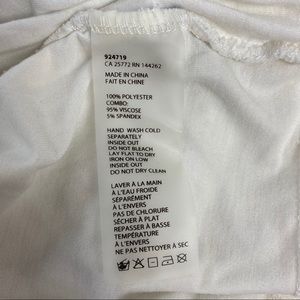 924719
CA 25772 RN 144262
MADE IN CHINA
FAIT EN CHINE
100% POLYESTER
COMBO:
95% VISCOSE
5% SPANDEX
HAND WASH COLD
SEPARATELY
INSIDE OUT
DO NOT BLEACH
LAY FLAT TO DRY
IRON ON LOW
DO NOT DRY CLEAN
LAVER À LA MAIN
À L'EAU FROIDE
SÉPARÉMENT
À L'ENVERS
PAS DE CHLORURE
SÉCHER À PLAT
REPASSER À BASSE
TEMPÉRATURE
À L'ENVERS
NE PAS NETTOYER À SEC